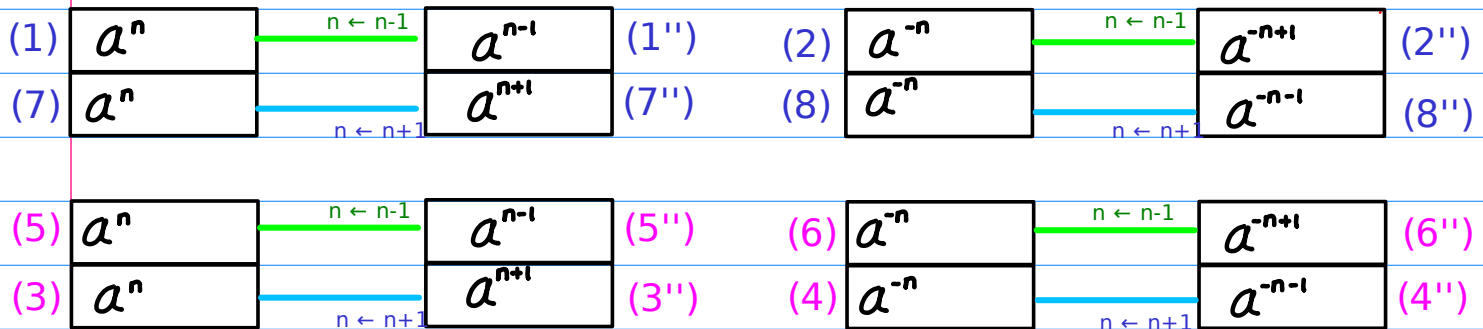 (1) aⁿ n ← n-1 aⁿ⁻¹ (1'') (2) a⁻ⁿ n ← n-1 a⁻ⁿ⁺¹ (2'')
(7) aⁿ n ← n+1 aⁿ⁺¹ (7'') (8) a⁻ⁿ n ← n+1 a⁻ⁿ⁻¹ (8'')
(5) aⁿ n ← n-1 aⁿ⁻¹ (5'') (6) a⁻ⁿ n ← n-1 a⁻ⁿ⁺¹ (6'')
(3) aⁿ n ← n+1 aⁿ⁺¹ (3'') (4) a⁻ⁿ n ← n+1 a⁻ⁿ⁻¹ (4'')